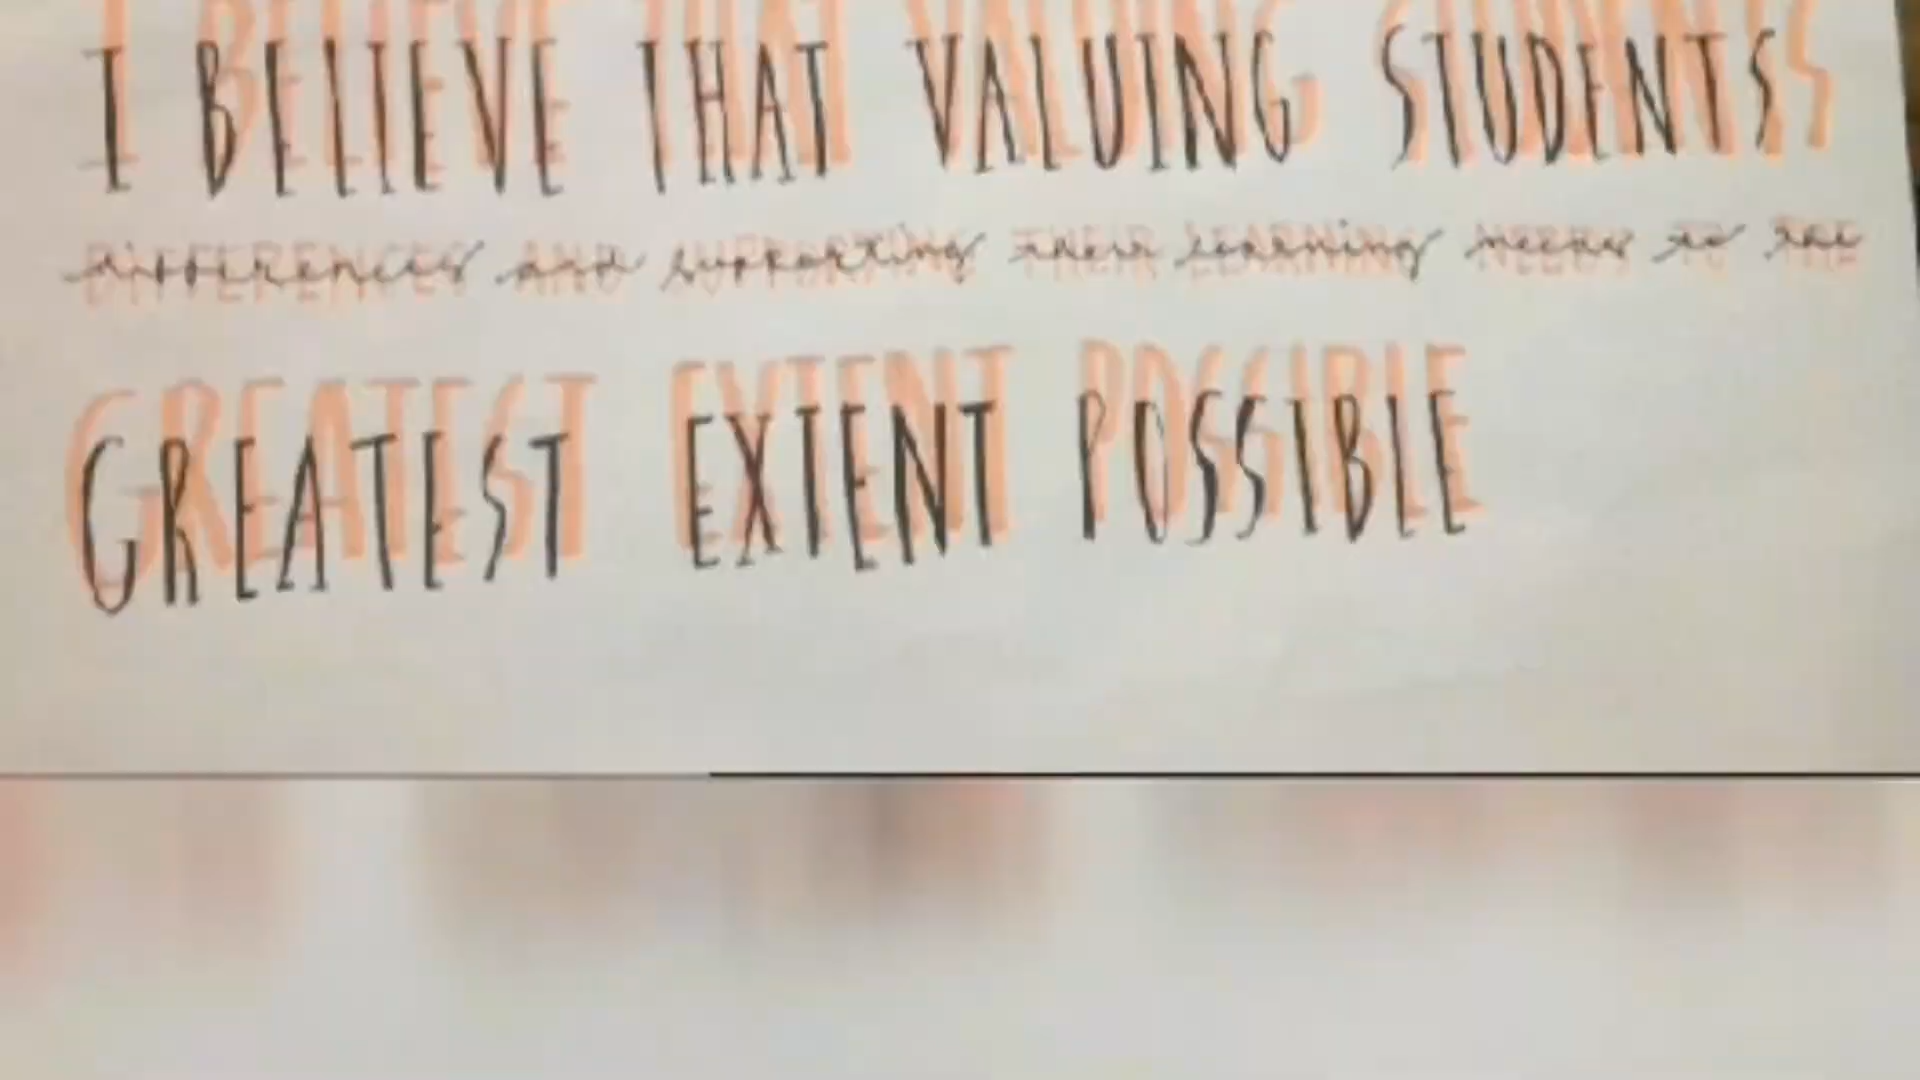 I BELIEVE THAT VALUING STUDENTS
differences and supporting their learning needs to the
GREATEST EXTENT POSSIBLE